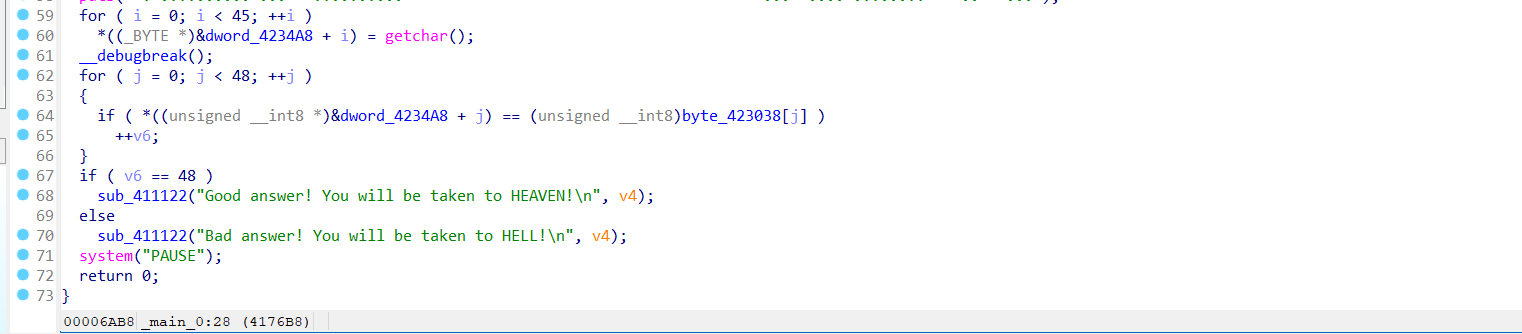 59 for ( i = 0; i < 45; ++i )
60 *((_BYTE *)&dword_4234A8 + i) = getchar();
61 __debugbreak();
62 for ( j = 0; j < 48; ++j )
63 {
64 if ( *((unsigned __int8 *)&dword_4234A8 + j) == (unsigned __int8)byte_423038[j] )
65 ++v6;
66 }
67 if ( v6 == 48 )
68 sub_411122("Good answer! You will be taken to HEAVEN!\n", v4);
69 else
70 sub_411122("Bad answer! You will be taken to HELL!\n", v4);
71 system("PAUSE");
72 return 0;
73 }
00006AB8 _main_0:28 (4176B8)